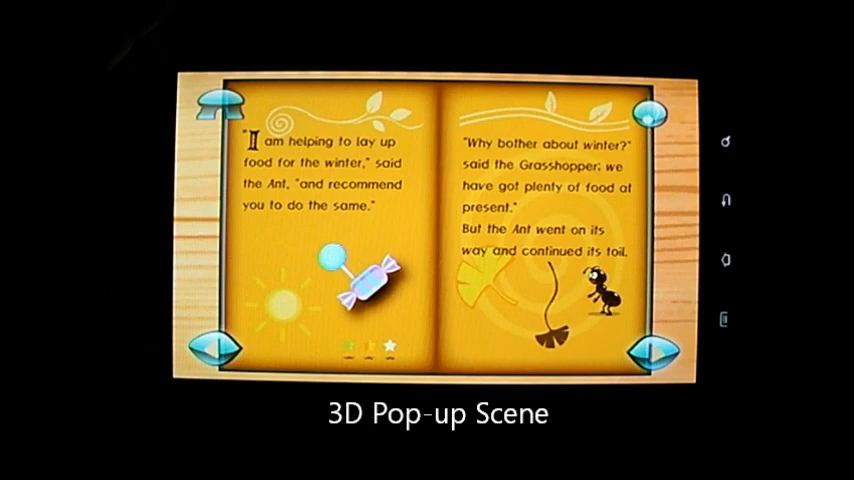 "I am helping to lay up
food for the winter," said
the Ant, "and recommend
you to do the same."
"Why bother about winter?"
said the Grasshopper; we
have got plenty of food at
present."
But the Ant went on its
way and continued its toil.
3D Pop-up Scene